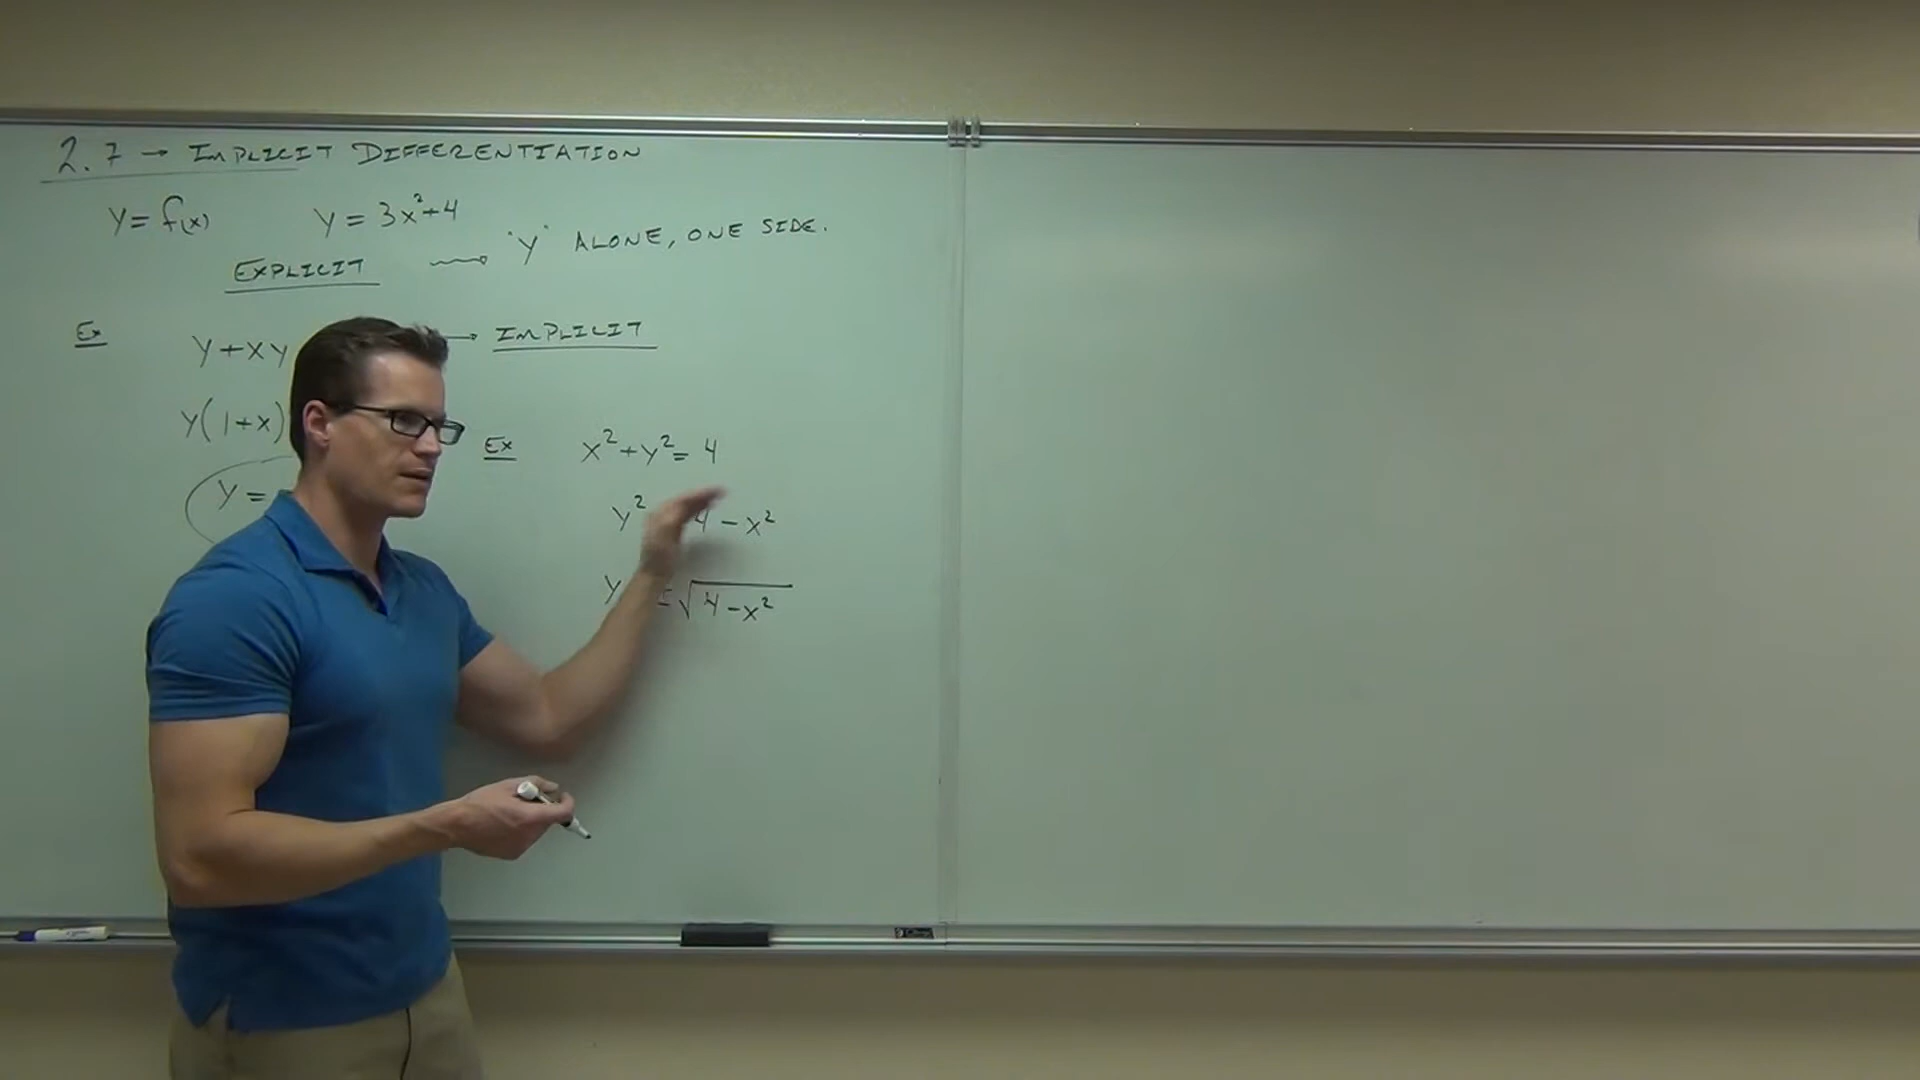 2.7 → IMPLICIT DIFFERENTIATION
y = f(x)   y = 3x²+4
EXPLICIT → "y" ALONE, ONE SIDE.
Ex   y + xy → IMPLICIT
y(1+x)
Ex   x² + y² = 4
y =
y² 4 - x²
y √4 - x²